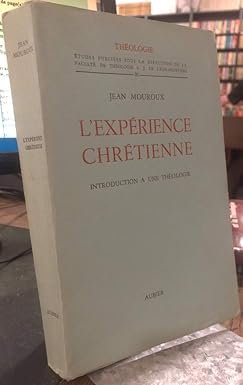 THÉOLOGIE
ÉTUDES PUBLIÉES SOUS LA DIRECTION DE LA
FACULTÉ DE THÉOLOGIE S. J. DE LYON-FOURVIÈRE
JEAN MOUROUX
L'EXPÉRIENCE
CHRÉTIENNE
INTRODUCTION A UNE THÉOLOGIE
AUBIER
JEAN
MOUROUX
L'EXPÉRIENCE
CHRÉTIENNE